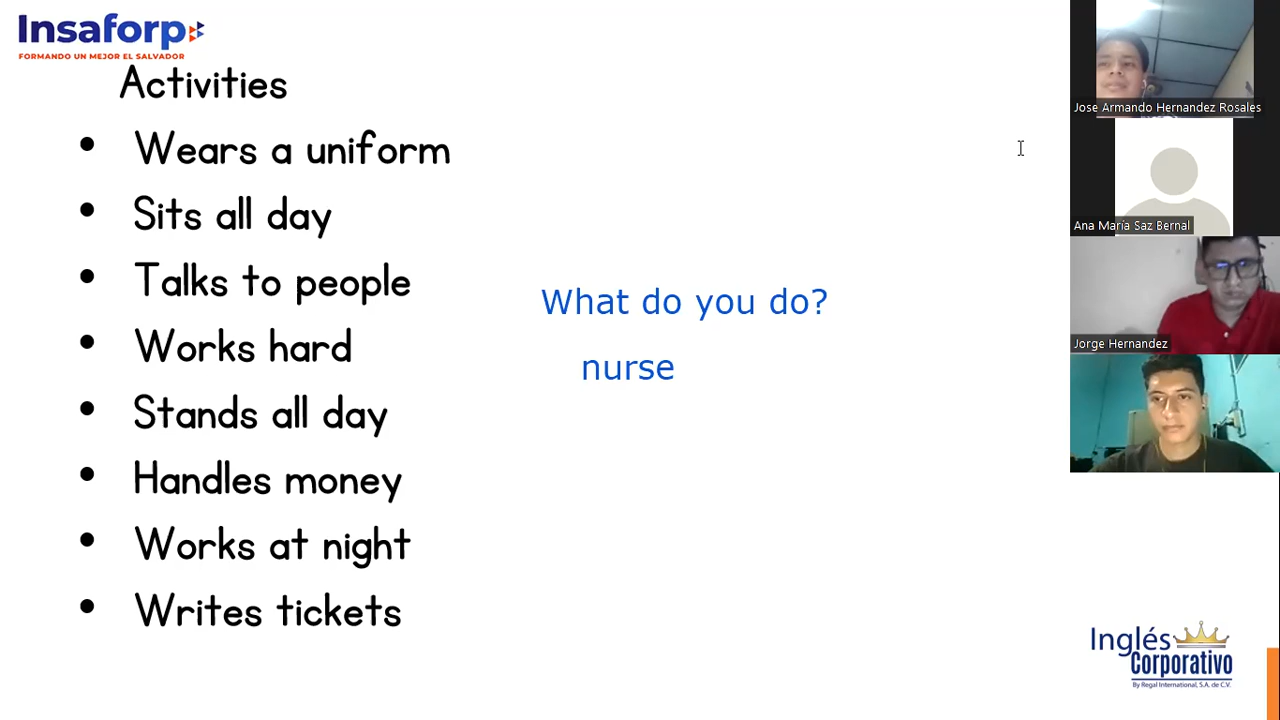 Insaforp
FORMANDO UN MEJOR EL SALVADOR
Activities
• Wears a uniform
• Sits all day
• Talks to people
• Works hard
• Stands all day
• Handles money
• Works at night
• Writes tickets
What do you do?
nurse
Jose Armando Hernandez Rosales
Ana María Saz Bernal
Jorge Hernandez
Inglés
Corporativo
By Regal International, S.A. de C.V.